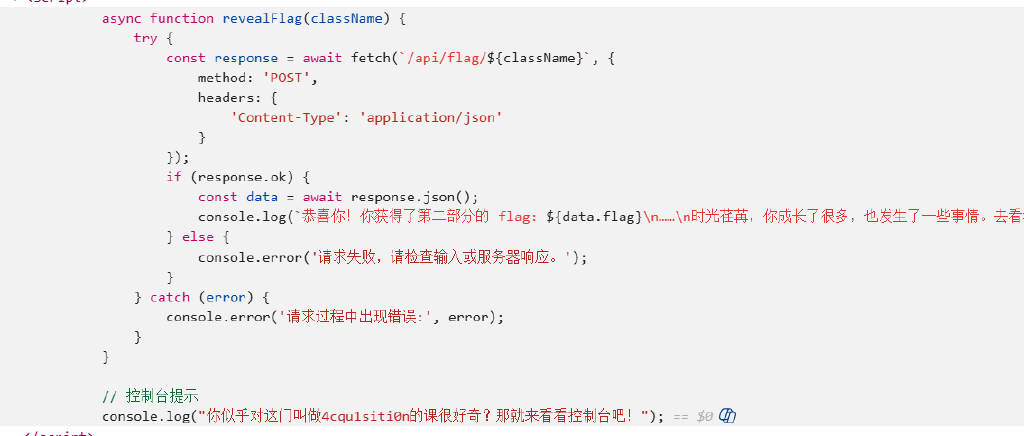 async function revealFlag(className) {
try {
const response = await fetch(`/api/flag/${className}`, {
method: 'POST',
headers: {
'Content-Type': 'application/json'
}
});
if (response.ok) {
const data = await response.json();
console.log(`恭喜你！你获得了第二部分的 flag: ${data.flag}\n……\n时光荏苒，你成长了很多，也发生了一些事情。去看
} else {
console.error('请求失败，请检查输入或服务器响应。');
}
} catch (error) {
console.error('请求过程中出现错误:', error);
}
}
// 控制台提示
console.log("你似乎对这门叫做4cqu1siti0n的课很好奇？那就来看看控制台吧！"); == $0